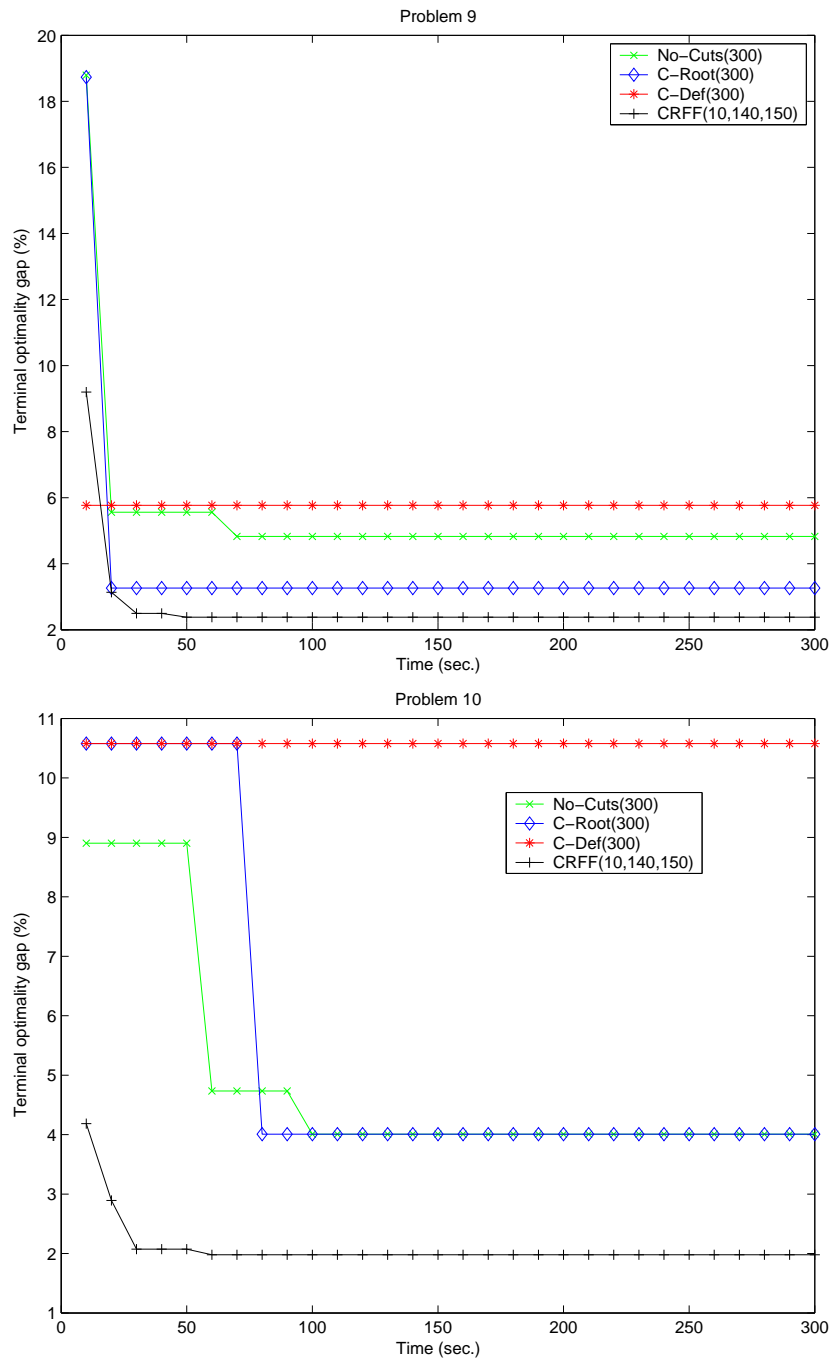 Problem 9
20
18
16
14
12
10
8
6
4
2
Terminal optimality gap (%)
No−Cuts(300)
C−Root(300)
C−Def(300)
CRFF(10,140,150)
0 50 100 150 200 250 300
Time (sec.)
Problem 10
11
10
9
8
7
6
5
4
3
2
1
Terminal optimality gap (%)
No−Cuts(300)
C−Root(300)
C−Def(300)
CRFF(10,140,150)
0 50 100 150 200 250 300
Time (sec.)